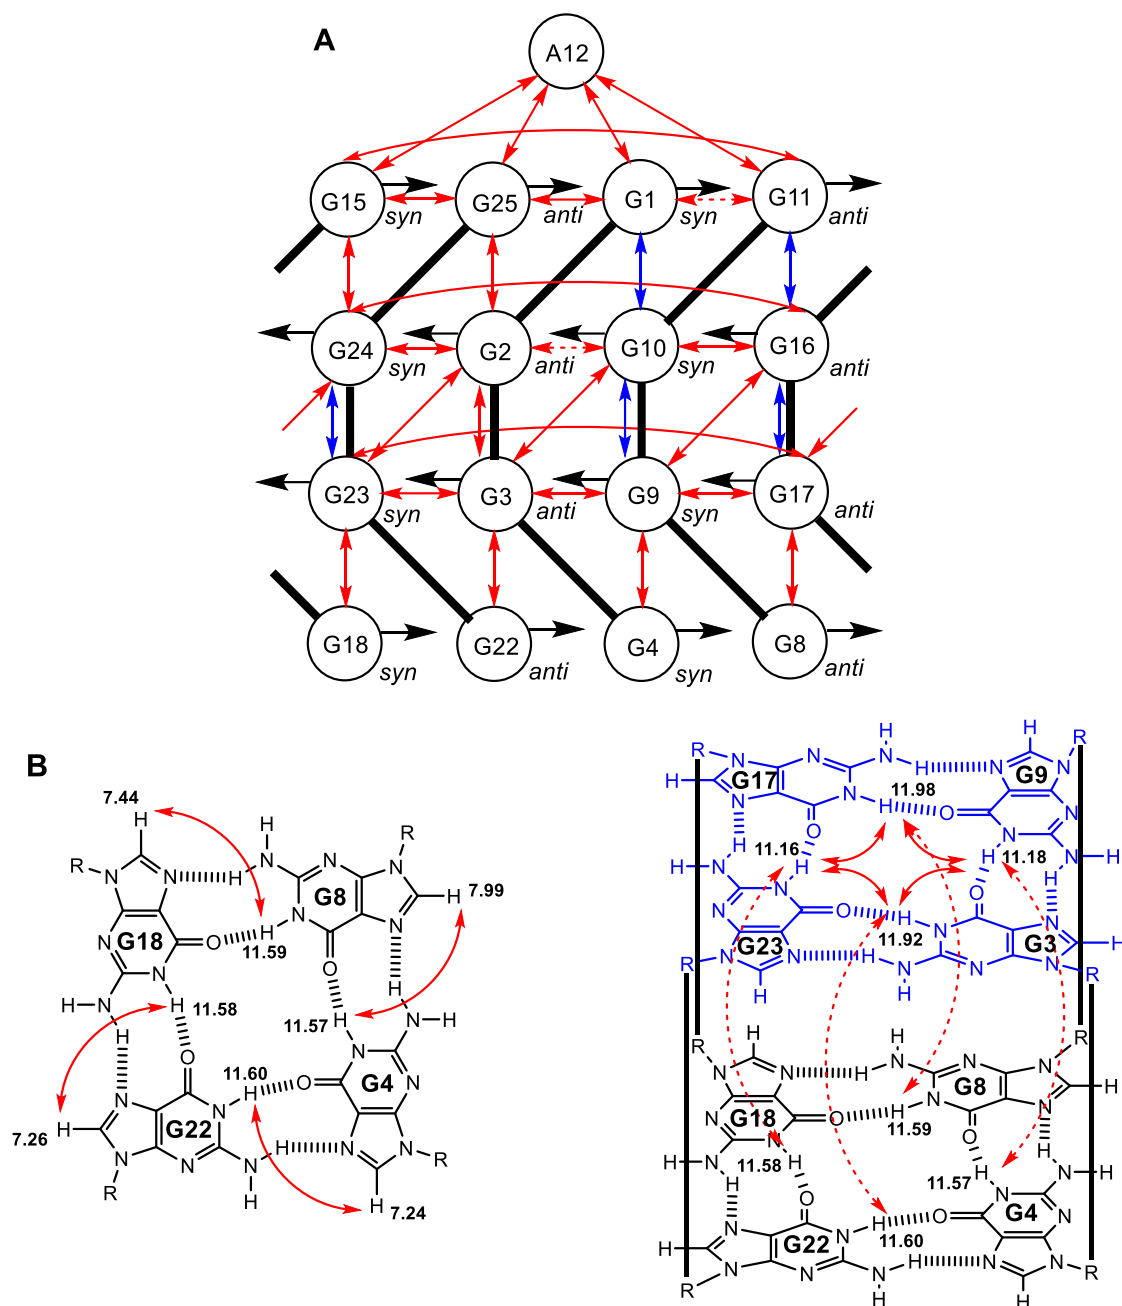 A
A12
G15 G25 G1 G11
syn anti syn anti
G24 G2 G10 G16
syn anti syn anti
G23 G3 G9 G17
syn anti syn anti
G18 G22 G4 G8
syn anti syn anti
B
7.44
H
H
R
R
N
N
H
N
N
N
G8
H
7.99
N
H
N
N
G18
O
11.59
N
O
N
H
H
N
H
11.58
11.57
H
N
H
H
O
N
11.60
H
O
G4
N
7.26
H
N
N
G22
N
N
H
N
N
R
N
H
R
H
7.24
R
H
H
R
N
N
N
H
N
N
G9
H
G17
11.98
N
N
H
O
N
O
N
H
11.16
H
H
11.18
N
H
H
N
N
H
N
O
N
O
H
N
N
11.92
G23
G3
H
N
N
H
N
N
N
R
R
H
N
H
H
H
H
R
R
N
N
H
N
N
N
G8
H
G18
N
O
H
N
N
11.59
N
O
H
11.58
H
H
N
H
H
N
H
11.57
N
O
H
O
G4
N
N
N
11.60
H
G22
N
N
H
N
N
N
R
R
H
H